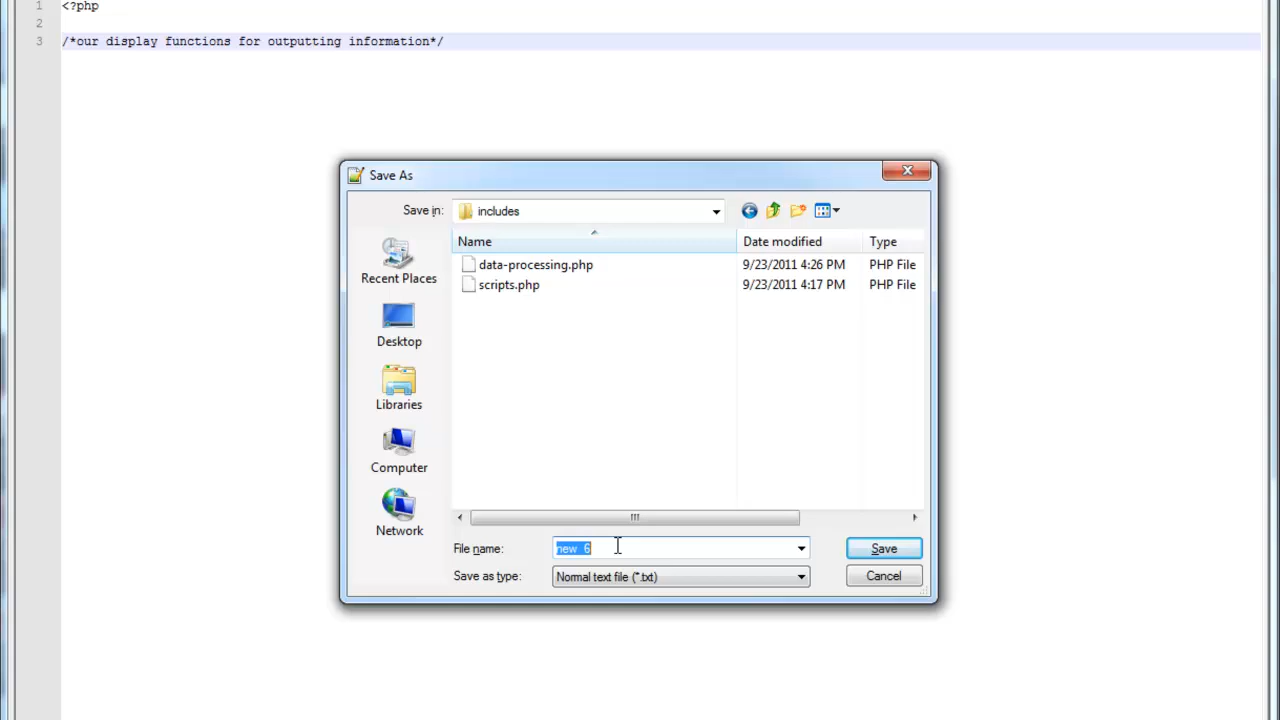 1 <?php
2
3 /*our display functions for outputting information*/
Save As
Save in: includes
Name Date modified Type
data-processing.php 9/23/2011 4:26 PM PHP File
scripts.php 9/23/2011 4:17 PM PHP File
Recent Places
Desktop
Libraries
Computer
Network
File name: new 6 Save
Save as type: Normal text file (*.txt) Cancel